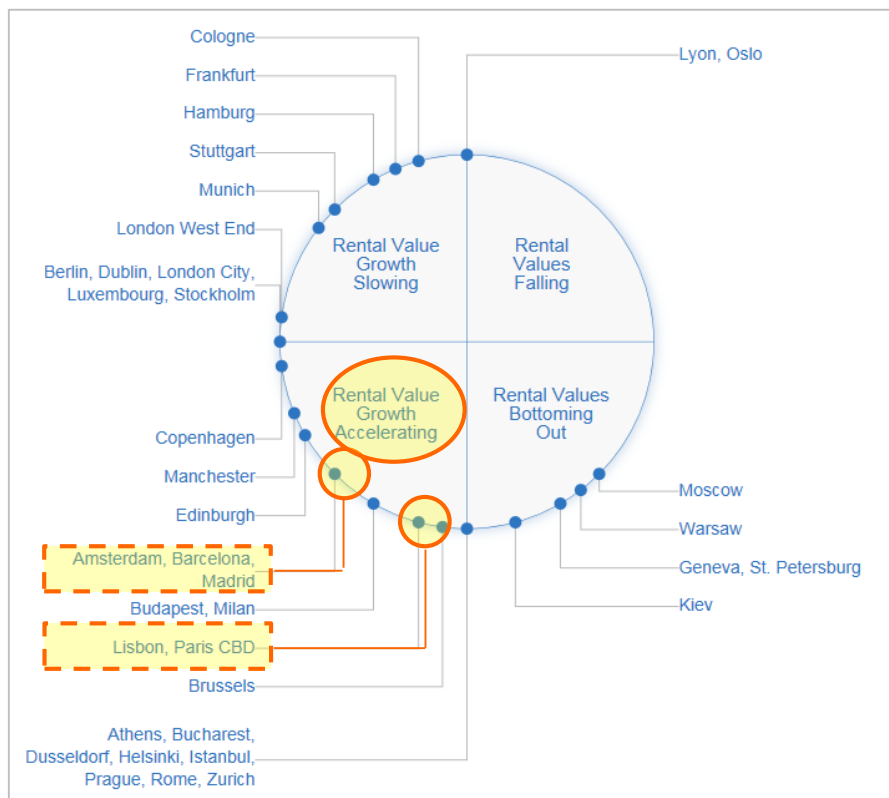 Cologne
Lyon, Oslo
Frankfurt
Hamburg
Stuttgart
Munich
London West End
Berlin, Dublin, London City,
Luxembourg, Stockholm
Rental Value
Growth
Slowing
Rental
Values
Falling
Rental Value
Growth
Accelerating
Rental Values
Bottoming
Out
Copenhagen
Manchester
Edinburgh
Amsterdam, Barcelona,
Madrid
Budapest, Milan
Lisbon, Paris CBD
Brussels
Athens, Bucharest,
Dusseldorf, Helsinki, Istanbul,
Prague, Rome, Zurich
Moscow
Warsaw
Geneva, St. Petersburg
Kiev